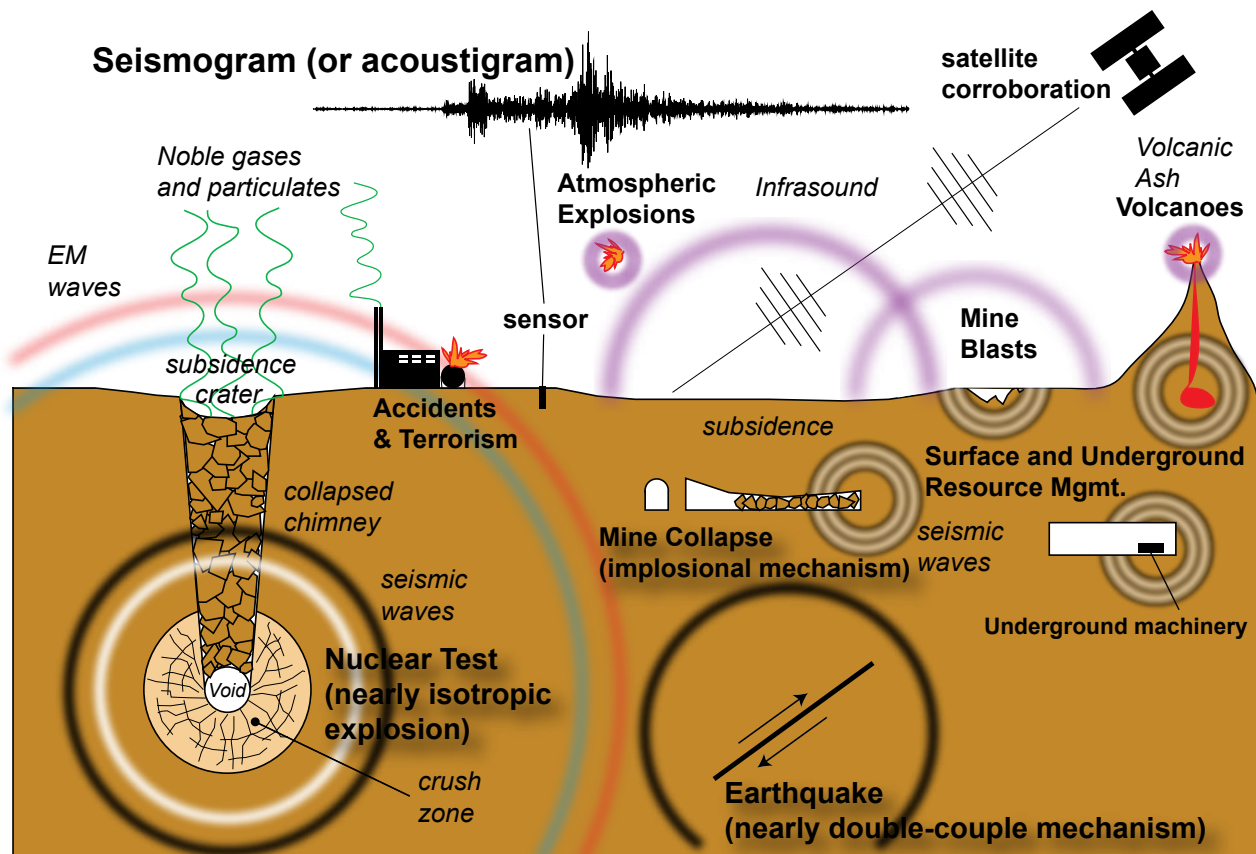 Seismogram (or acoustigram)
satellite
corroboration
Noble gases
and particulates
Atmospheric
Explosions
Infrasound
Volcanic
Ash
Volcanoes
EM
waves
sensor
Mine
Blasts
subsidence
crater
Accidents
& Terrorism
subsidence
Surface and Underground
Resource Mgmt.
collapsed
chimney
Mine Collapse
(implosional mechanism)
seismic
waves
seismic
waves
Underground machinery
Nuclear Test
(nearly isotropic
explosion)
Void
crush
zone
Earthquake
(nearly double-couple mechanism)